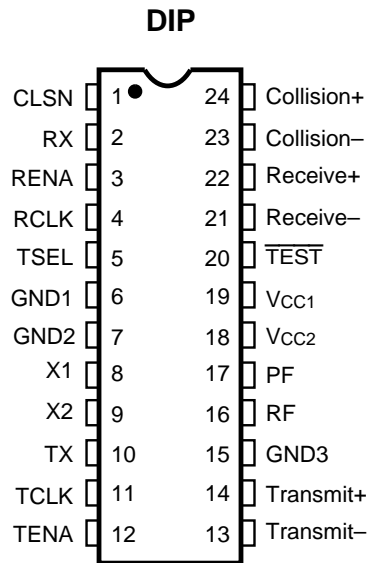 DIP
CLSN 1 24 Collision+
RX 2 23 Collision–
RENA 3 22 Receive+
RCLK 4 21 Receive–
TSEL 5 20 TEST
GND1 6 19 VCC1
GND2 7 18 VCC2
X1 8 17 PF
X2 9 16 RF
TX 10 15 GND3
TCLK 11 14 Transmit+
TENA 12 13 Transmit–